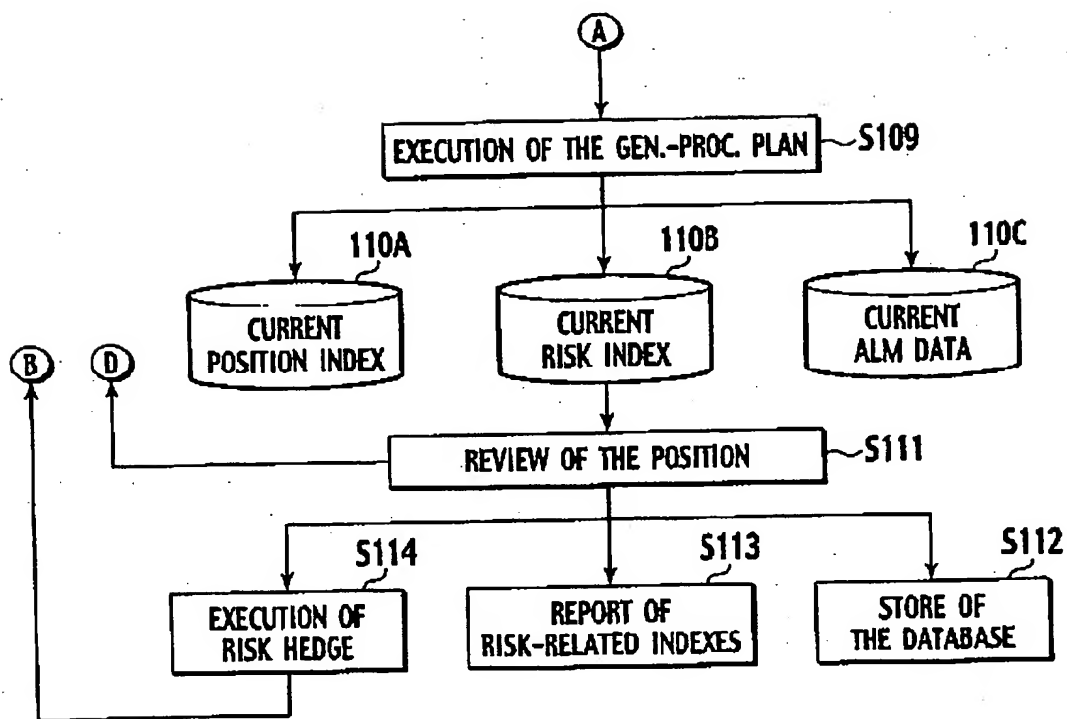 A
EXECUTION OF THE GEN.-PROC. PLAN
S109
110A
110B
110C
CURRENT
POSITION INDEX
CURRENT
RISK INDEX
CURRENT
ALM DATA
B
D
REVIEW OF THE POSITION
S111
S114
S113
S112
EXECUTION OF
RISK HEDGE
REPORT OF
RISK-RELATED INDEXES
STORE OF
THE DATABASE